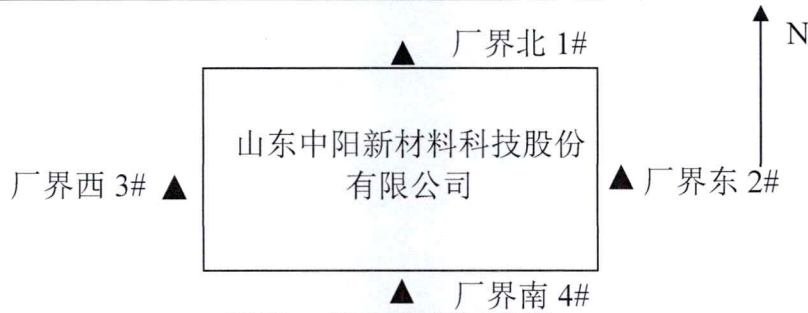 厂界北 1#
N
山东中阳新材料科技股份
有限公司
厂界西 3#
厂界东 2#
厂界南 4#